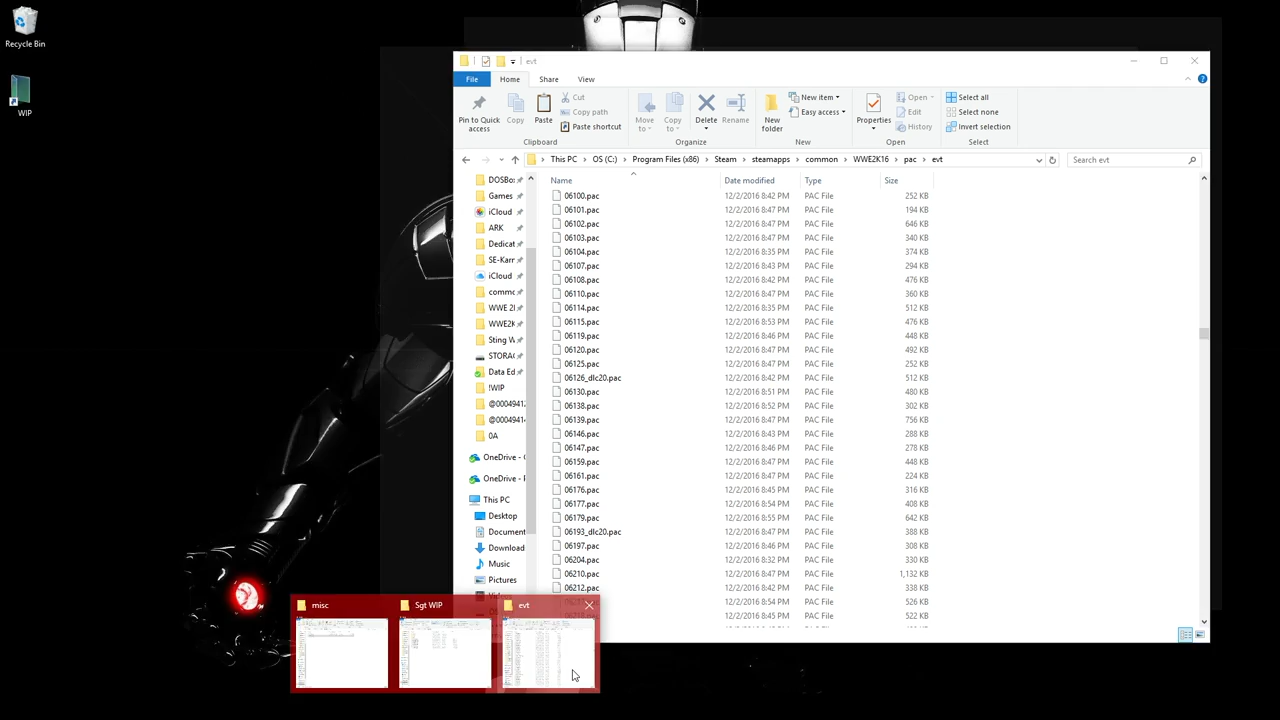 Recycle Bin
WIP
evt
File
Home
Share
View
Pin to Quick access
Copy
Paste
Cut
Copy path
Paste shortcut
Clipboard
Move to
Copy to
Delete
Rename
Organize
New folder
New item
Easy access
New
Properties
Open
Edit
History
Open
Select all
Select none
Invert selection
Select
This PC > OS (C:) > Program Files (x86) > Steam > steamapps > common > WWE2K16 > pac > evt
Search evt
Name Date modified Type Size
06100.pac 12/2/2016 8:42 PM PAC File 252 KB
06101.pac 12/2/2016 8:47 PM PAC File 194 KB
06102.pac 12/2/2016 8:42 PM PAC File 646 KB
06103.pac 12/2/2016 8:47 PM PAC File 340 KB
06104.pac 12/2/2016 8:35 PM PAC File 374 KB
06107.pac 12/2/2016 8:43 PM PAC File 294 KB
06108.pac 12/2/2016 8:42 PM PAC File 476 KB
06110.pac 12/2/2016 8:47 PM PAC File 360 KB
06114.pac 12/2/2016 8:35 PM PAC File 512 KB
06115.pac 12/2/2016 8:53 PM PAC File 476 KB
06119.pac 12/2/2016 8:46 PM PAC File 448 KB
06120.pac 12/2/2016 8:47 PM PAC File 492 KB
06125.pac 12/2/2016 8:47 PM PAC File 252 KB
06126_dlc20.pac 12/2/2016 8:42 PM PAC File 512 KB
06130.pac 12/2/2016 8:51 PM PAC File 480 KB
06138.pac 12/2/2016 8:52 PM PAC File 302 KB
06139.pac 12/2/2016 8:47 PM PAC File 756 KB
06146.pac 12/2/2016 8:43 PM PAC File 288 KB
06147.pac 12/2/2016 8:46 PM PAC File 278 KB
06159.pac 12/2/2016 8:47 PM PAC File 448 KB
06161.pac 12/2/2016 8:47 PM PAC File 224 KB
06176.pac 12/2/2016 8:45 PM PAC File 316 KB
06177.pac 12/2/2016 8:54 PM PAC File 408 KB
06179.pac 12/2/2016 8:55 PM PAC File 642 KB
06193_dlc20.pac 12/2/2016 8:47 PM PAC File 388 KB
06197.pac 12/2/2016 8:46 PM PAC File 308 KB
06204.pac 12/2/2016 8:32 PM PAC File 330 KB
06210.pac 12/2/2016 8:42 PM PAC File 1,132 KB
06212.pac 12/2/2016 8:42 PM PAC File 338 KB
12/2/2016 8:54 PM PAC File 526 KB
12/2/2016 8:45 PM PAC File 522 KB
DOSBo
Games
iCloud
ARK
Dedicat
SE-Karr
iCloud
commo
WWE 2
WWE2K
Sting W
STORA
Data Ed
!WIP
@0004941
@0004941
0A
OneDrive -
OneDrive -
This PC
Desktop
Document
Download
Music
Pictures
misc
Sgt WIP
evt